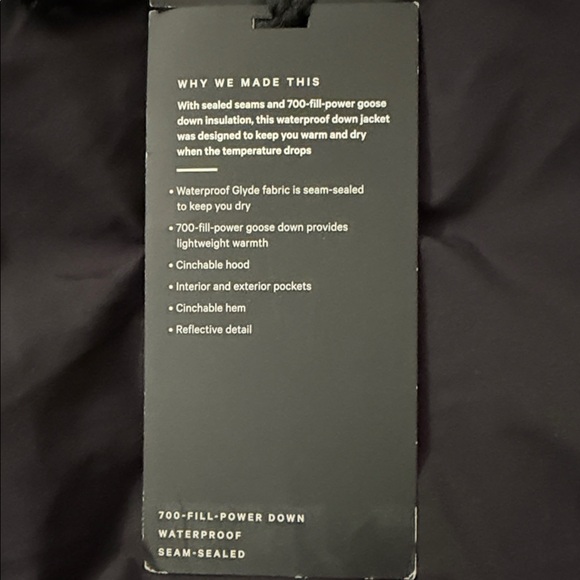 WHY WE MADE THIS
With sealed seams and 700-fill-power goose
down insulation, this waterproof down jacket
was designed to keep you warm and dry
when the temperature drops
• Waterproof Glyde fabric is seam-sealed
to keep you dry
• 700-fill-power goose down provides
lightweight warmth
• Cinchable hood
• Interior and exterior pockets
• Cinchable hem
• Reflective detail
700-FILL-POWER DOWN
WATERPROOF
SEAM-SEALED